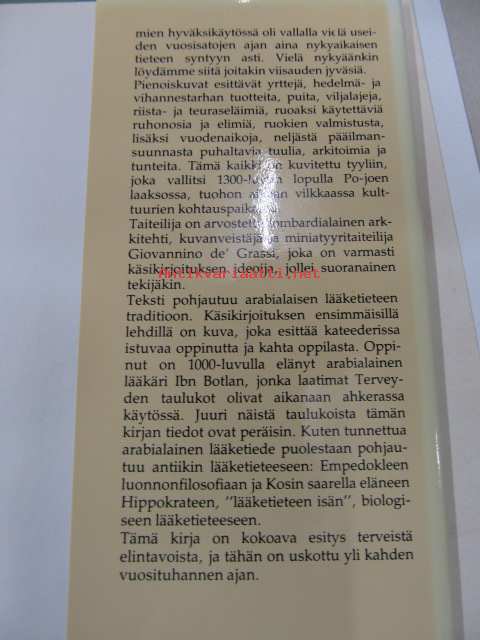 mien hyväksikäytössä oli vallalla vielä usei-
den vuosisatojen ajan aina nykyaikaisen
tieteen syntyyn asti. Vielä nykyäänkin
löydämme siitä joitakin viisauden jyväsiä.
Pienoiskuvat esittävät yrttejä, hedelmä- ja
vihannestarhan tuotteita, puita, viljalajeja,
riista- ja teuraseläimiä, ruoaksi käytettäviä
ruhonosia ja elimiä, ruokien valmistusta,
lisäksi vuodenaikoja, neljästä pääilman-
suunnasta puhaltavia tuulia, arkitoimia ja
tunteita. Tämä kaikki on kuvitettu tyyliin,
joka vallitsi 1300-luvun lopulla Po-joen
laaksossa, tuohon aikaan vilkkaassa kult-
tuurien kohtauspaikassa.
Taiteilija on arvostettu lombardialainen ark-
kitehti, kuvanveistäjä ja miniatyyritaiteilija
Giovannino de' Grassi, joka on varmasti
käsikirjoituksen ideoija, jollei suoranainen
tekijäkin.
Antikvariaatti.net
Teksti pohjautuu arabialaisen lääketieteen
traditioon. Käsikirjoituksen ensimmäisillä
lehdillä on kuva, joka esittää kateederissa
istuvaa oppinutta ja kahta oppilasta. Oppi-
nut on 1000-luvulla elänyt arabialainen
lääkäri Ibn Botlan, jonka laatimat Tervey-
den taulukot olivat aikanaan ahkerassa
käytössä. Juuri näistä taulukoista tämän
kirjan tiedot ovat peräisin. Kuten tunnettua
arabialainen lääketiede puolestaan pohjau-
tuu antiikin lääketieteeseen: Empedokleen
luonnonfilosofiaan ja Kosin saarella eläneen
Hippokrateen, "lääketieteen isän", biologi-
seen lääketieteeseen.
Tämä kirja on kokoava esitys terveistä
elintavoista, ja tähän on uskottu yli kahden
vuosituhannen ajan.